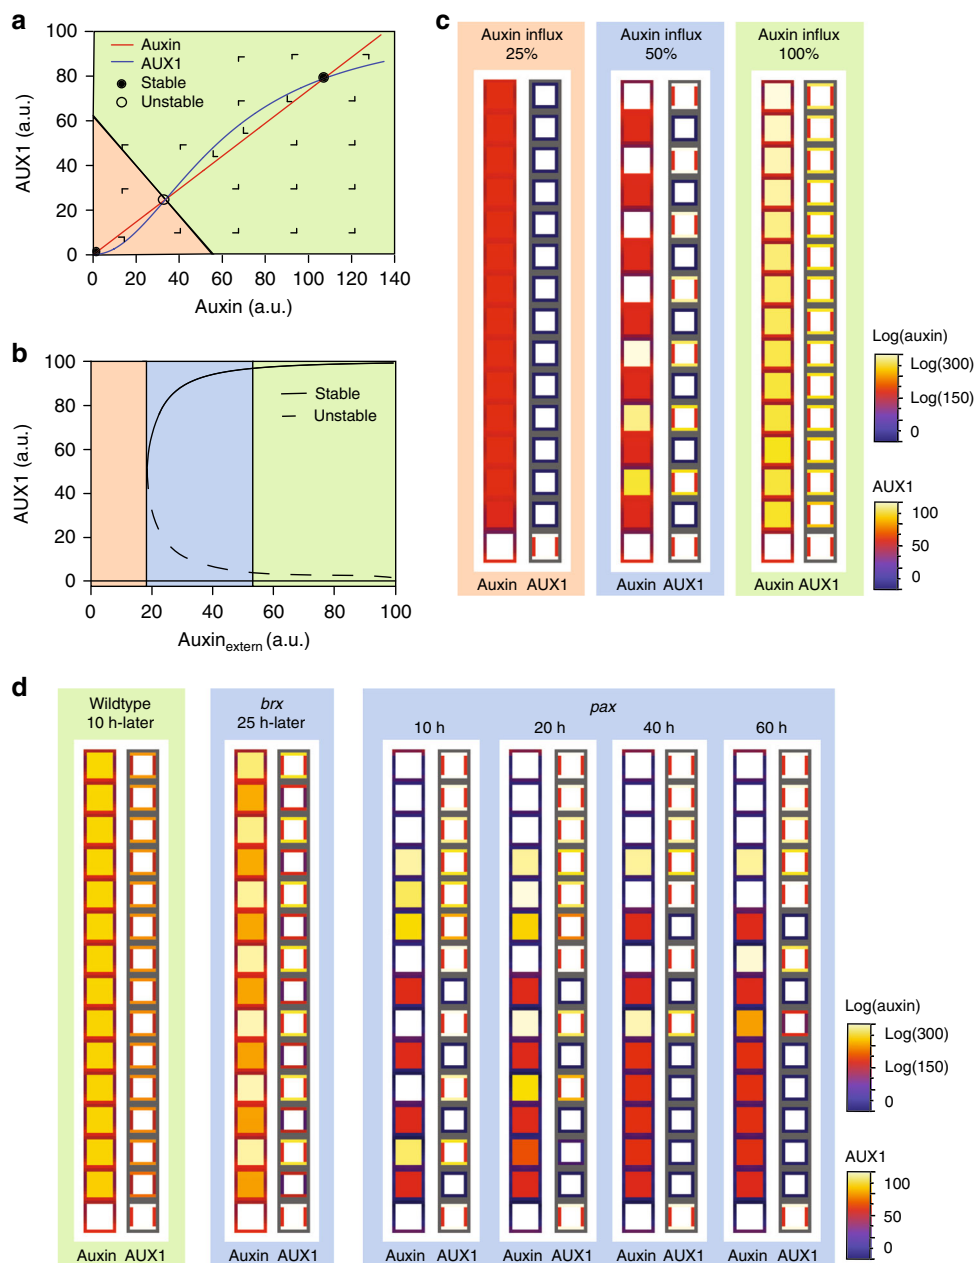 a
100
80
60
40
20
0
AUX1 (a.u.)
Auxin
AUX1
Stable
Unstable
0 20 40 60 80 100 120 140
Auxin (a.u.)
b
100
80
60
40
20
0
AUX1 (a.u.)
Stable
Unstable
0 20 40 60 80 100
Auxin_extern (a.u.)
c
Auxin influx 25%
Auxin influx 50%
Auxin influx 100%
Auxin AUX1
Auxin AUX1
Auxin AUX1
Log(auxin)
Log(300)
Log(150)
0
AUX1
100
50
0
d
Wildtype
10 h-later
brx
25 h-later
pax
10 h 20 h 40 h 60 h
Auxin AUX1
Auxin AUX1
Auxin AUX1
Auxin AUX1
Auxin AUX1
Auxin AUX1
Log(auxin)
Log(300)
Log(150)
0
AUX1
100
50
0